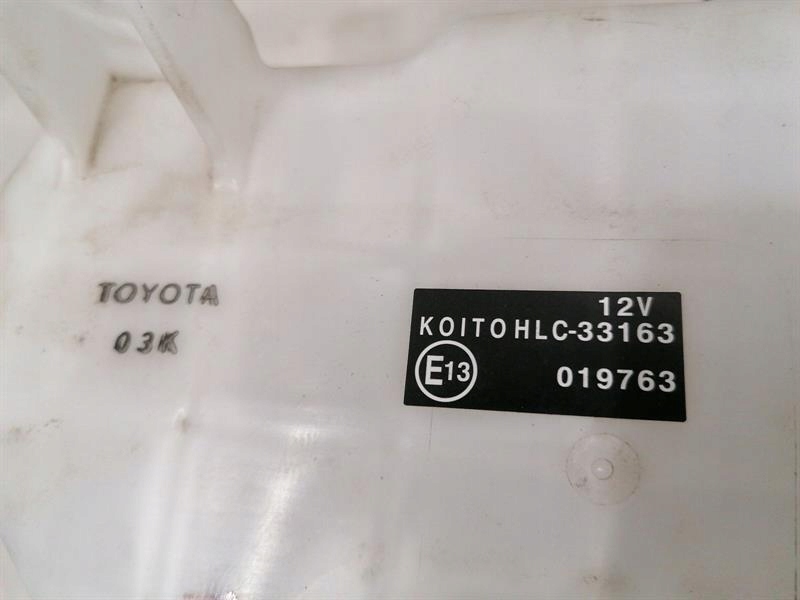 TOYOTA
03K
12V
KOITO HLC-33163
E13
019763